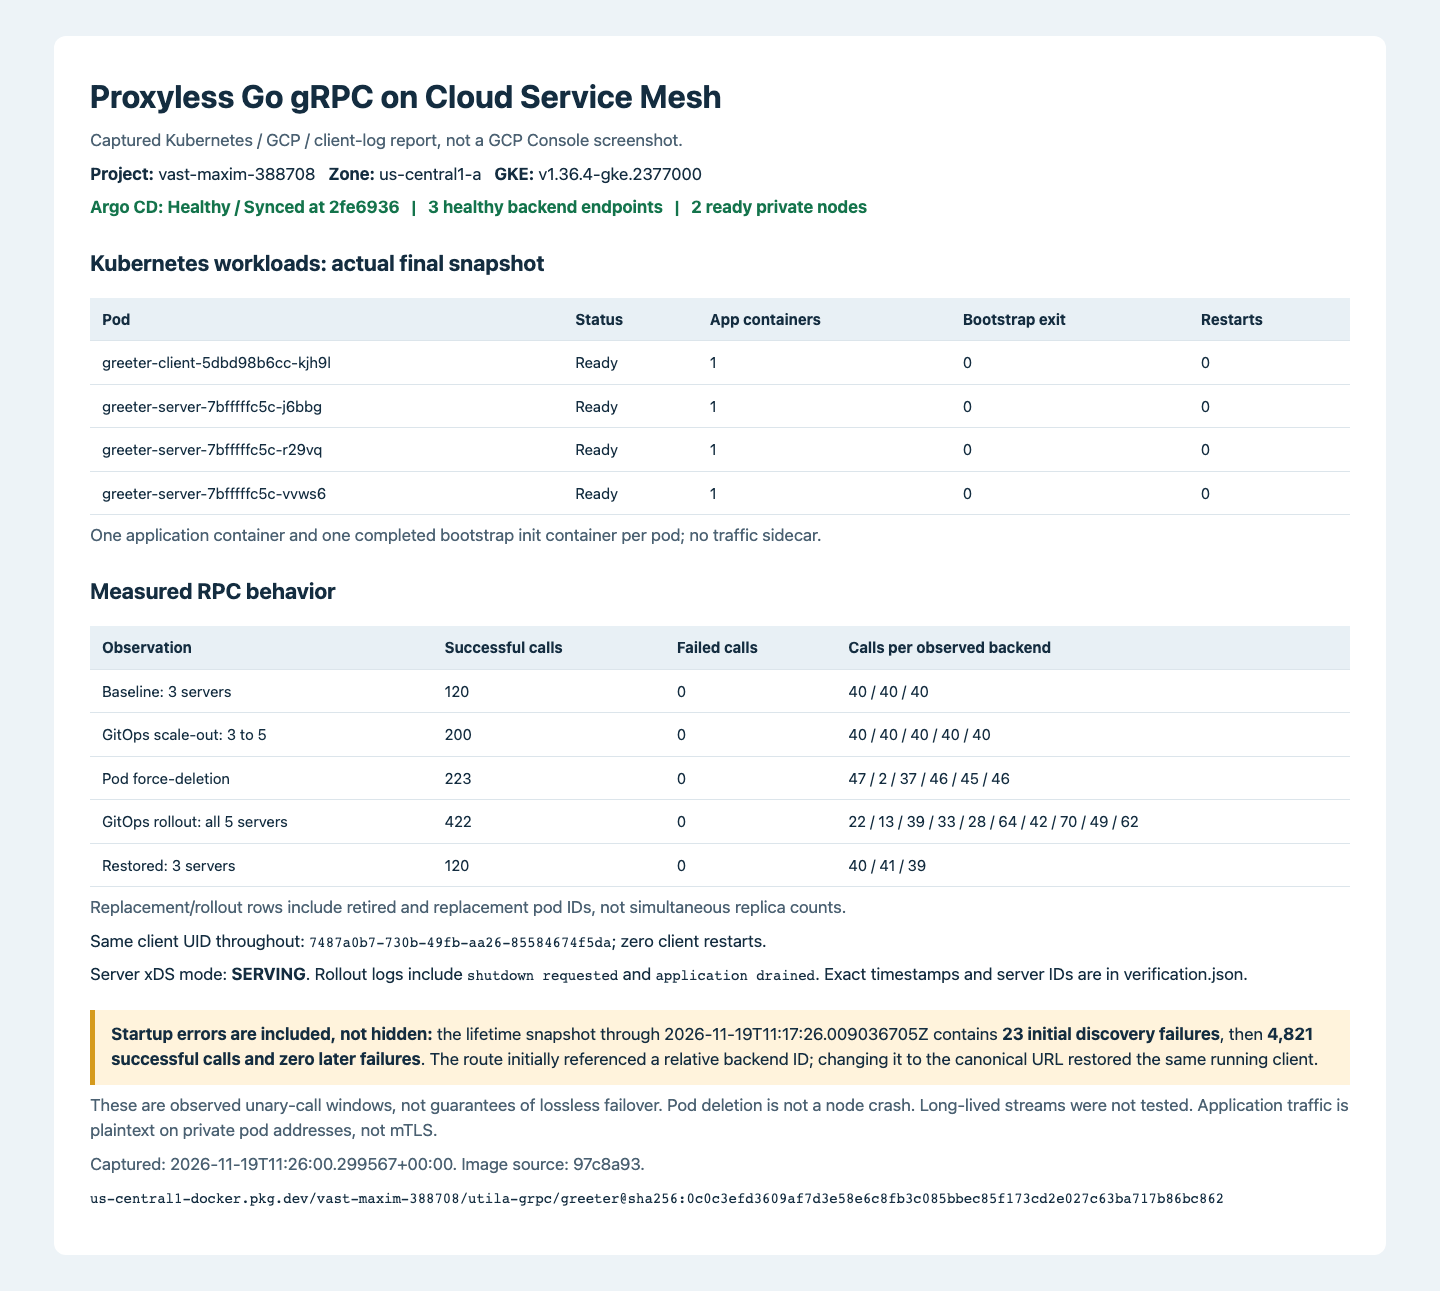 Proxyless Go gRPC on Cloud Service Mesh
Captured Kubernetes / GCP / client-log report, not a GCP Console screenshot.
Project: vast-maxim-388708 Zone: us-central1-a GKE: v1.36.4-gke.2377000
Argo CD: Healthy / Synced at 2fe6936 | 3 healthy backend endpoints | 2 ready private nodes
Kubernetes workloads: actual final snapshot
Pod Status App containers Bootstrap exit Restarts
greeter-client-5dbd98b6cc-kjh9l Ready 1 0 0
greeter-server-7bfffffc5c-j6bbg Ready 1 0 0
greeter-server-7bfffffc5c-r29vq Ready 1 0 0
greeter-server-7bfffffc5c-vvws6 Ready 1 0 0
One application container and one completed bootstrap init container per pod; no traffic sidecar.
Measured RPC behavior
Observation Successful calls Failed calls Calls per observed backend
Baseline: 3 servers 120 0 40 / 40 / 40
GitOps scale-out: 3 to 5 200 0 40 / 40 / 40 / 40 / 40
Pod force-deletion 223 0 47 / 2 / 37 / 46 / 45 / 46
GitOps rollout: all 5 servers 422 0 22 / 13 / 39 / 33 / 28 / 64 / 42 / 70 / 49 / 62
Restored: 3 servers 120 0 40 / 41 / 39
Replacement/rollout rows include retired and replacement pod IDs, not simultaneous replica counts.
Same client UID throughout: 7487a0b7-730b-49fb-aa26-85584674f5da; zero client restarts.
Server xDS mode: SERVING. Rollout logs include shutdown requested and application drained. Exact timestamps and server IDs are in verification.json.
Startup errors are included, not hidden: the lifetime snapshot through 2026-11-19T11:17:26.009036705Z contains 23 initial discovery failures, then 4,821
successful calls and zero later failures. The route initially referenced a relative backend ID; changing it to the canonical URL restored the same running client.
These are observed unary-call windows, not guarantees of lossless failover. Pod deletion is not a node crash. Long-lived streams were not tested. Application traffic is
plaintext on private pod addresses, not mTLS.
Captured: 2026-11-19T11:26:00.299567+00:00. Image source: 97c8a93.
us-central1-docker.pkg.dev/vast-maxim-388708/utila-grpc/greeter@sha256:0c0c3efd3609af7d3e58e6c8fb3c085bbec85f173cd2e027c63ba717b86bc862